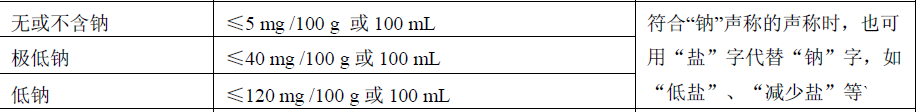 无或不含钠 ≤5 mg /100 g 或 100 mL
极低钠 ≤40 mg /100 g 或 100 mL
低钠 ≤120 mg /100 g 或 100 mL
符合“钠”声称的声称时，也可
用“盐”字代替“钠”字，如
“低盐”、“减少盐”等